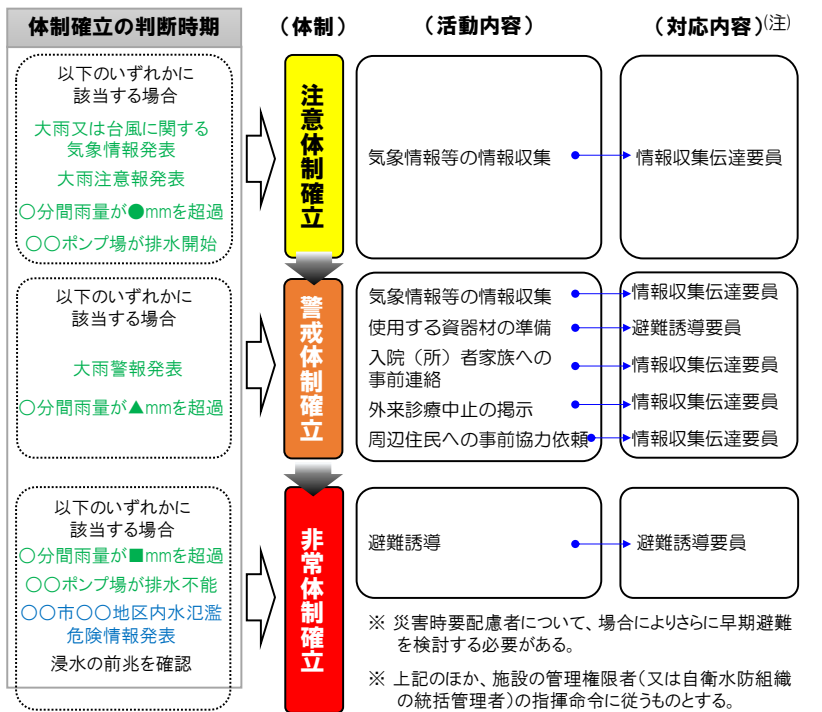 体制確立の判断時期
(体制)
(活動内容)
(対応内容)(注)
以下のいずれかに
該当する場合
大雨又は台風に関する
気象情報発表
大雨注意報発表
〇分間雨量が●mmを超過
〇〇ポンプ場が排水開始
注意体制確立
気象情報等の情報収集
情報収集伝達要員
以下のいずれかに
該当する場合
大雨警報発表
〇分間雨量が▲mmを超過
警戒体制確立
気象情報等の情報収集
情報収集伝達要員
使用する資器材の準備
避難誘導要員
入院（所）者家族への
事前連絡
情報収集伝達要員
外来診療中止の掲示
情報収集伝達要員
周辺住民への事前協力依頼
情報収集伝達要員
以下のいずれかに
該当する場合
〇分間雨量が■mmを超過
〇〇ポンプ場が排水不能
〇〇市〇〇地区内水氾濫
危険情報発表
浸水の前兆を確認
非常体制確立
避難誘導
避難誘導要員
※ 災害時要配慮者について、場合によりさらに早期避難
を検討する必要がある。
※ 上記のほか、施設の管理権限者（又は自衛水防組織
の統括管理者）の指揮命令に従うものとする。